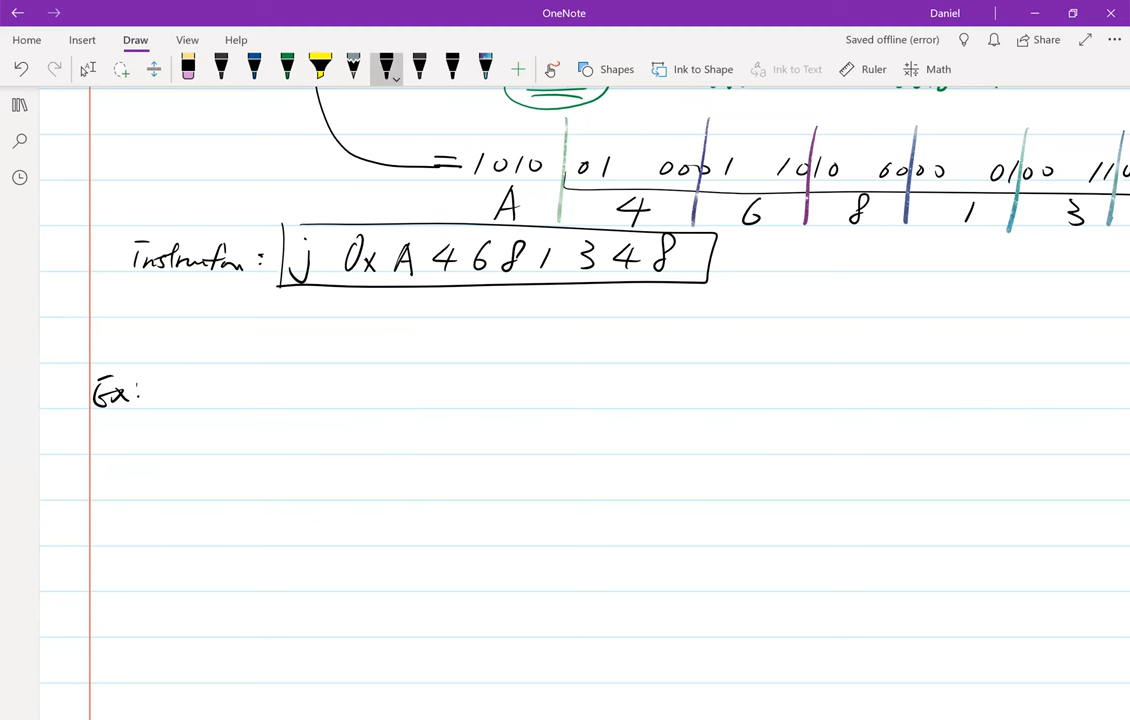 OneNote
Daniel
Home Insert Draw View Help
Saved offline (error)
Share
Shapes Ink to Shape Ink to Text Ruler Math
= 1010 01 0001 1010 0000 0100 110
A 4 6 8 1 3
Instruction : j 0x A 4 6 8 1 3 4 8
Ex: